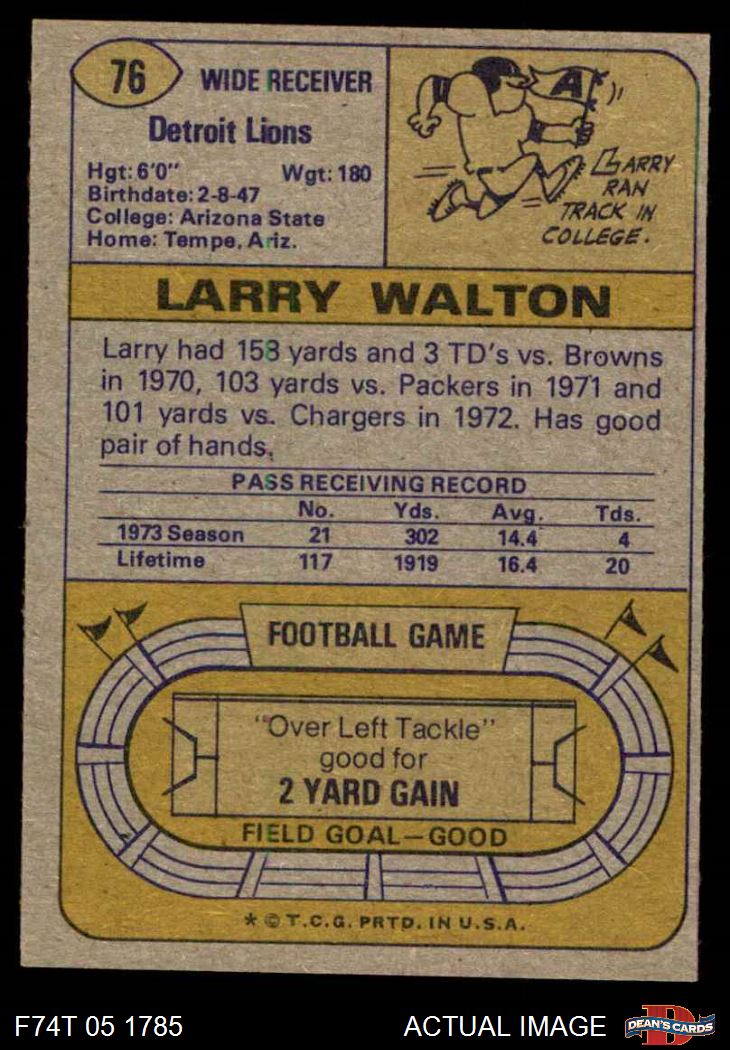 76
WIDE RECEIVER
Detroit Lions
Hgt: 6'0" Wgt: 180
Birthdate: 2-8-47
College: Arizona State
Home: Tempe, Ariz.
A
LARRY
RAN
TRACK IN
COLLEGE.
LARRY WALTON
Larry had 158 yards and 3 TD's vs. Browns
in 1970, 103 yards vs. Packers in 1971 and
101 yards vs. Chargers in 1972. Has good
pair of hands.
PASS RECEIVING RECORD
No. Yds. Avg. Tds.
1973 Season 21 302 14.4 4
Lifetime 117 1919 16.4 20
FOOTBALL GAME
"Over Left Tackle"
good for
2 YARD GAIN
FIELD GOAL—GOOD
* © T.C.G. PRTD. IN U.S.A.
F74T 05 1785 ACTUAL IMAGE
D
DEAN'S CARDS